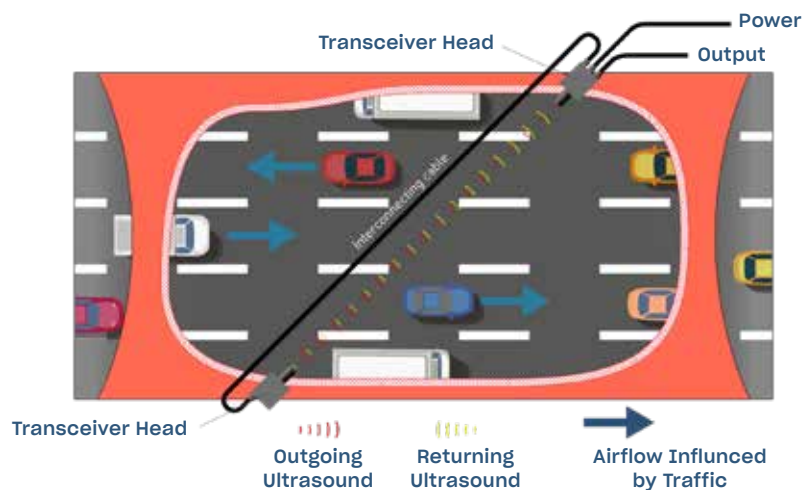 Power
Transceiver Head
Output
Interconnecting cable
Transceiver Head
Outgoing
Ultrasound
Returning
Ultrasound
Airflow Influnced
by Traffic